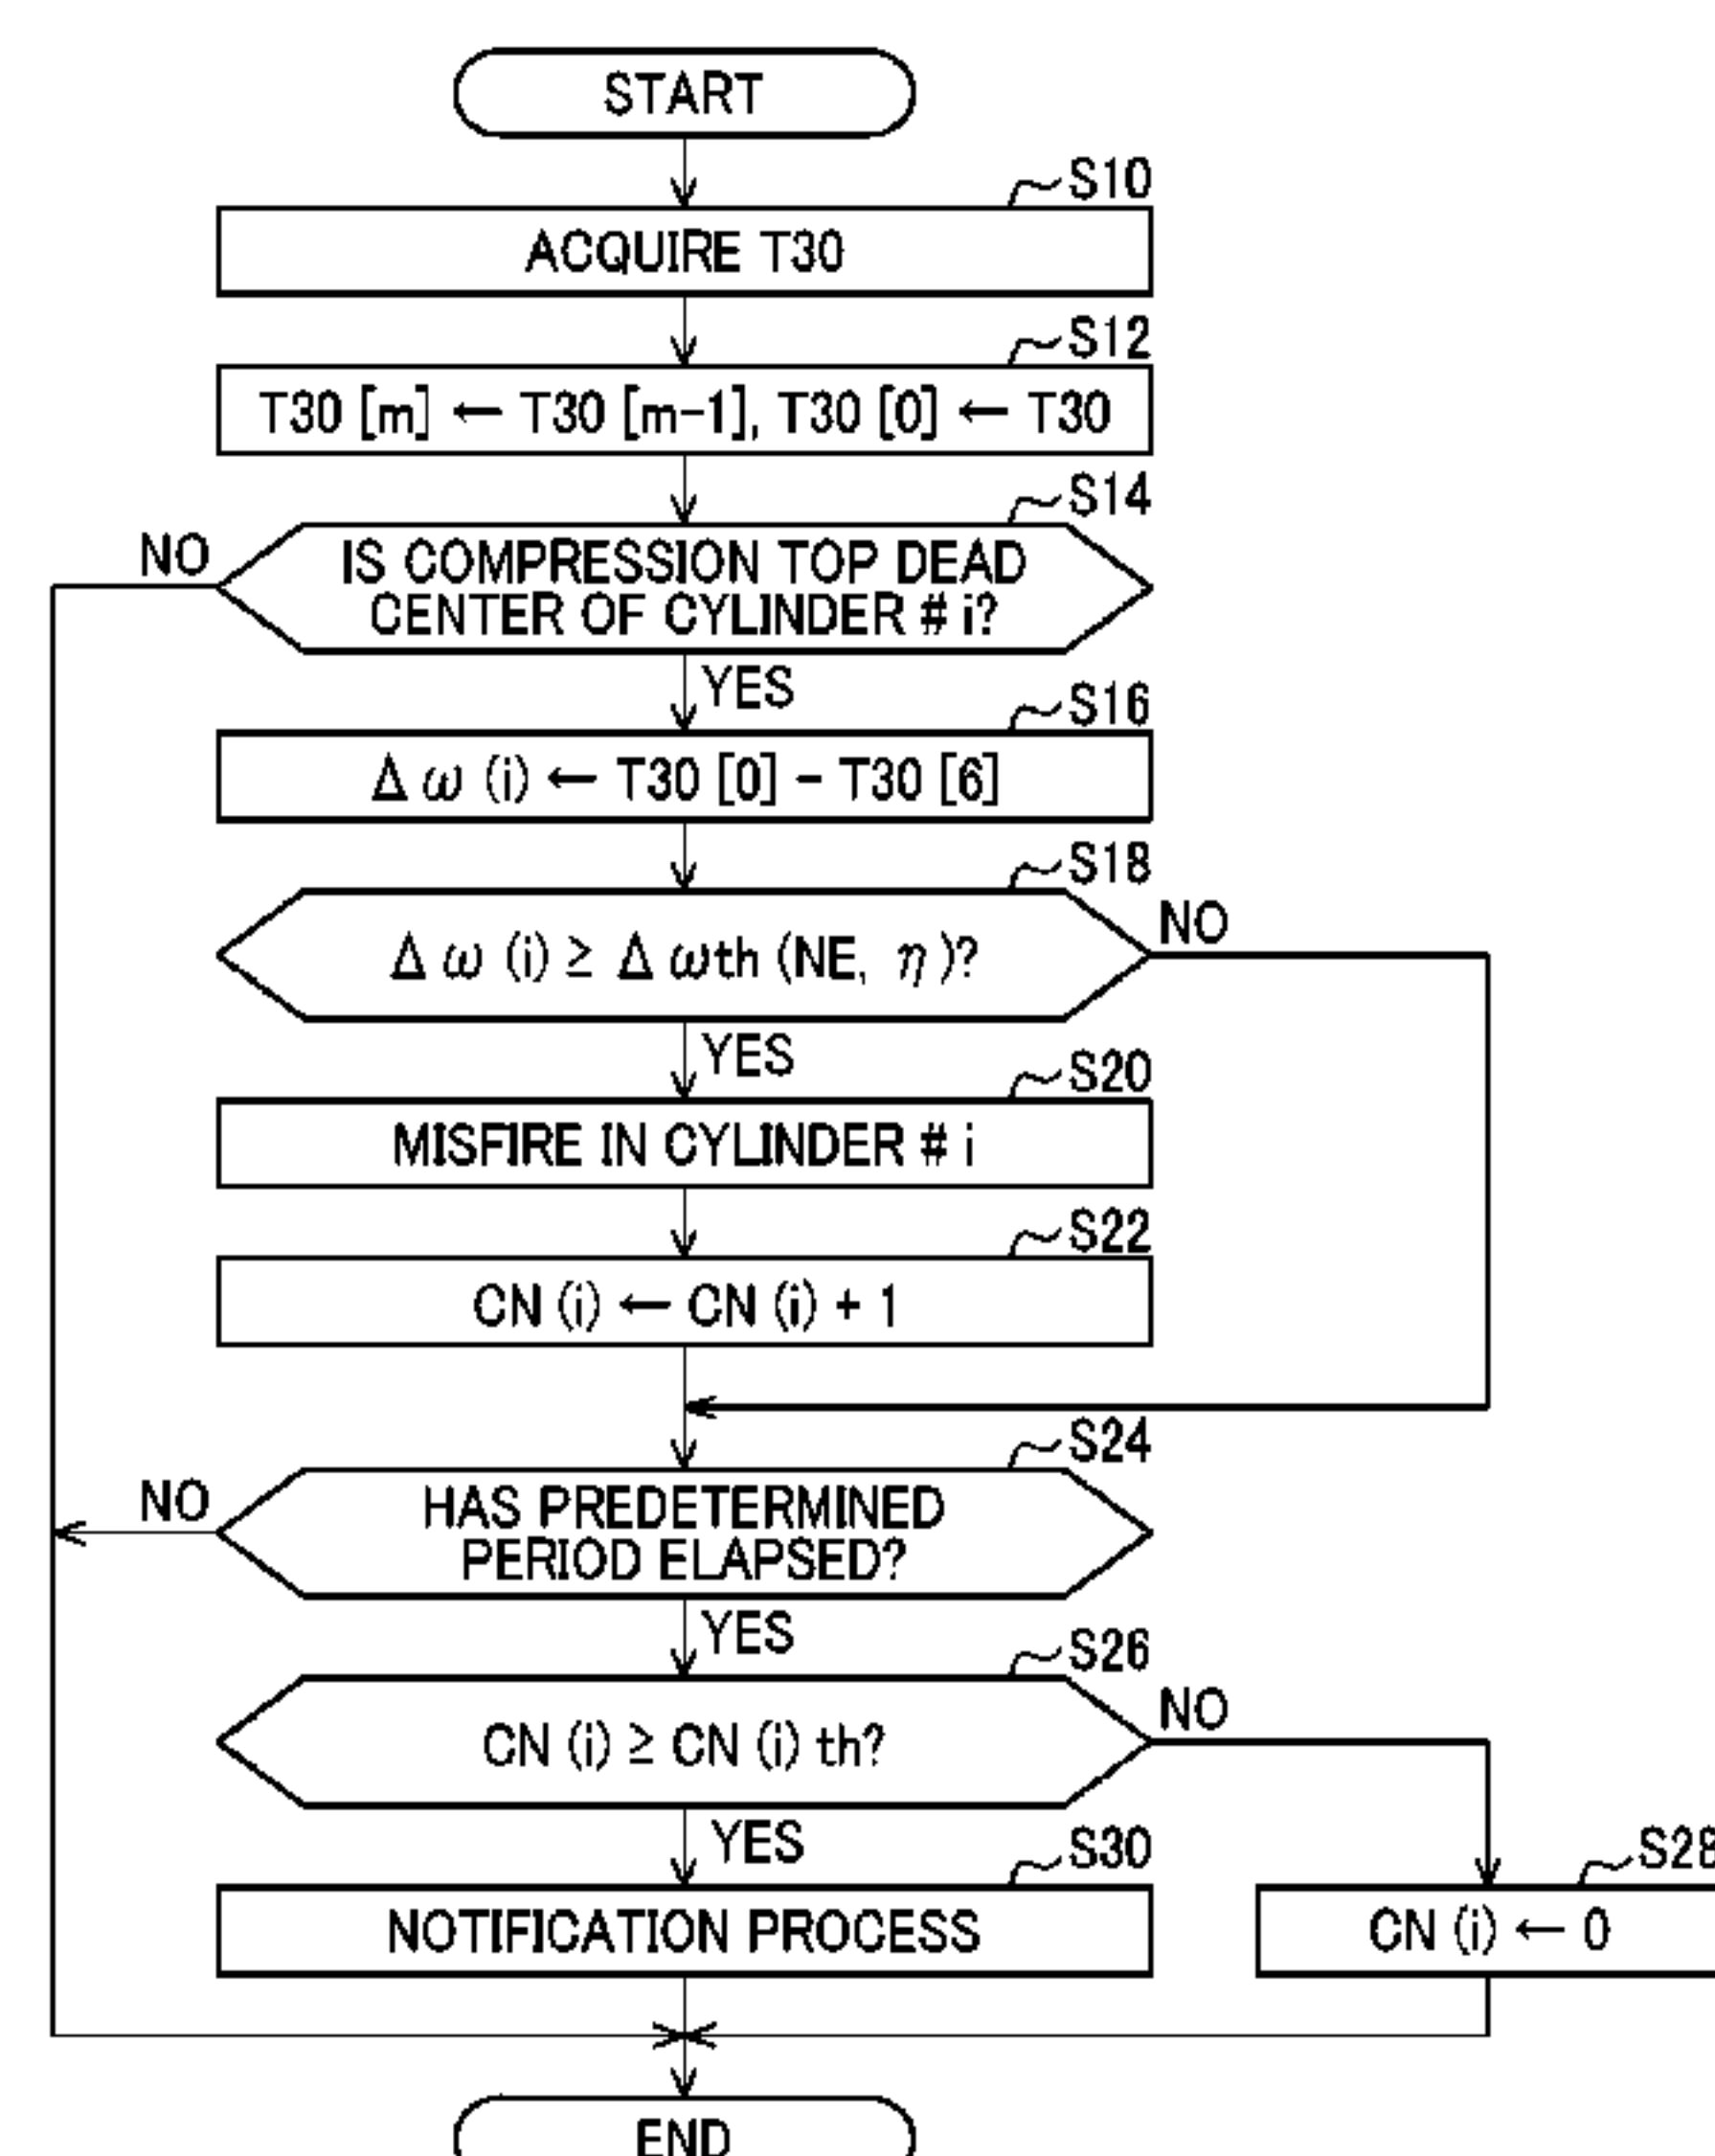 START
S10
ACQUIRE T30
S12
T30 [m] ← T30 [m-1], T30 [0] ← T30
S14
NO
IS COMPRESSION TOP DEAD
CENTER OF CYLINDER # i?
YES
S16
Δω (i) ← T30 [0] - T30 [6]
S18
NO
Δω (i) ≥ Δωth (NE, η)?
YES
S20
MISFIRE IN CYLINDER # i
S22
CN (i) ← CN (i) + 1
S24
NO
HAS PREDETERMINED
PERIOD ELAPSED?
YES
S26
NO
CN (i) ≥ CN (i) th?
YES
S30
S28
NOTIFICATION PROCESS
CN (i) ← 0
END